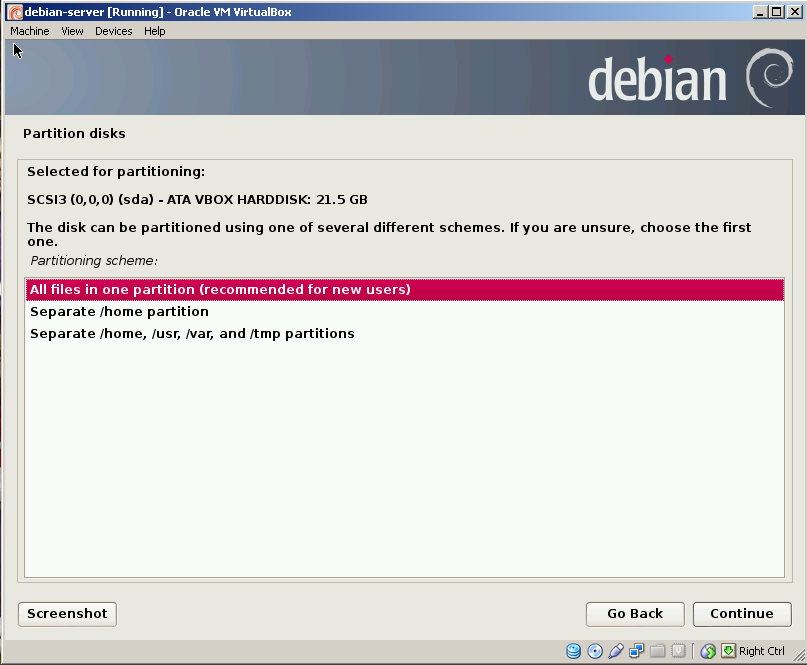 debian-server [Running] - Oracle VM VirtualBox
Machine View Devices Help
debian
Partition disks
Selected for partitioning:
SCSI3 (0,0,0) (sda) - ATA VBOX HARDDISK: 21.5 GB
The disk can be partitioned using one of several different schemes. If you are unsure, choose the first
one.
Partitioning scheme:
All files in one partition (recommended for new users)
Separate /home partition
Separate /home, /usr, /var, and /tmp partitions
Screenshot Go Back Continue
Right Ctrl